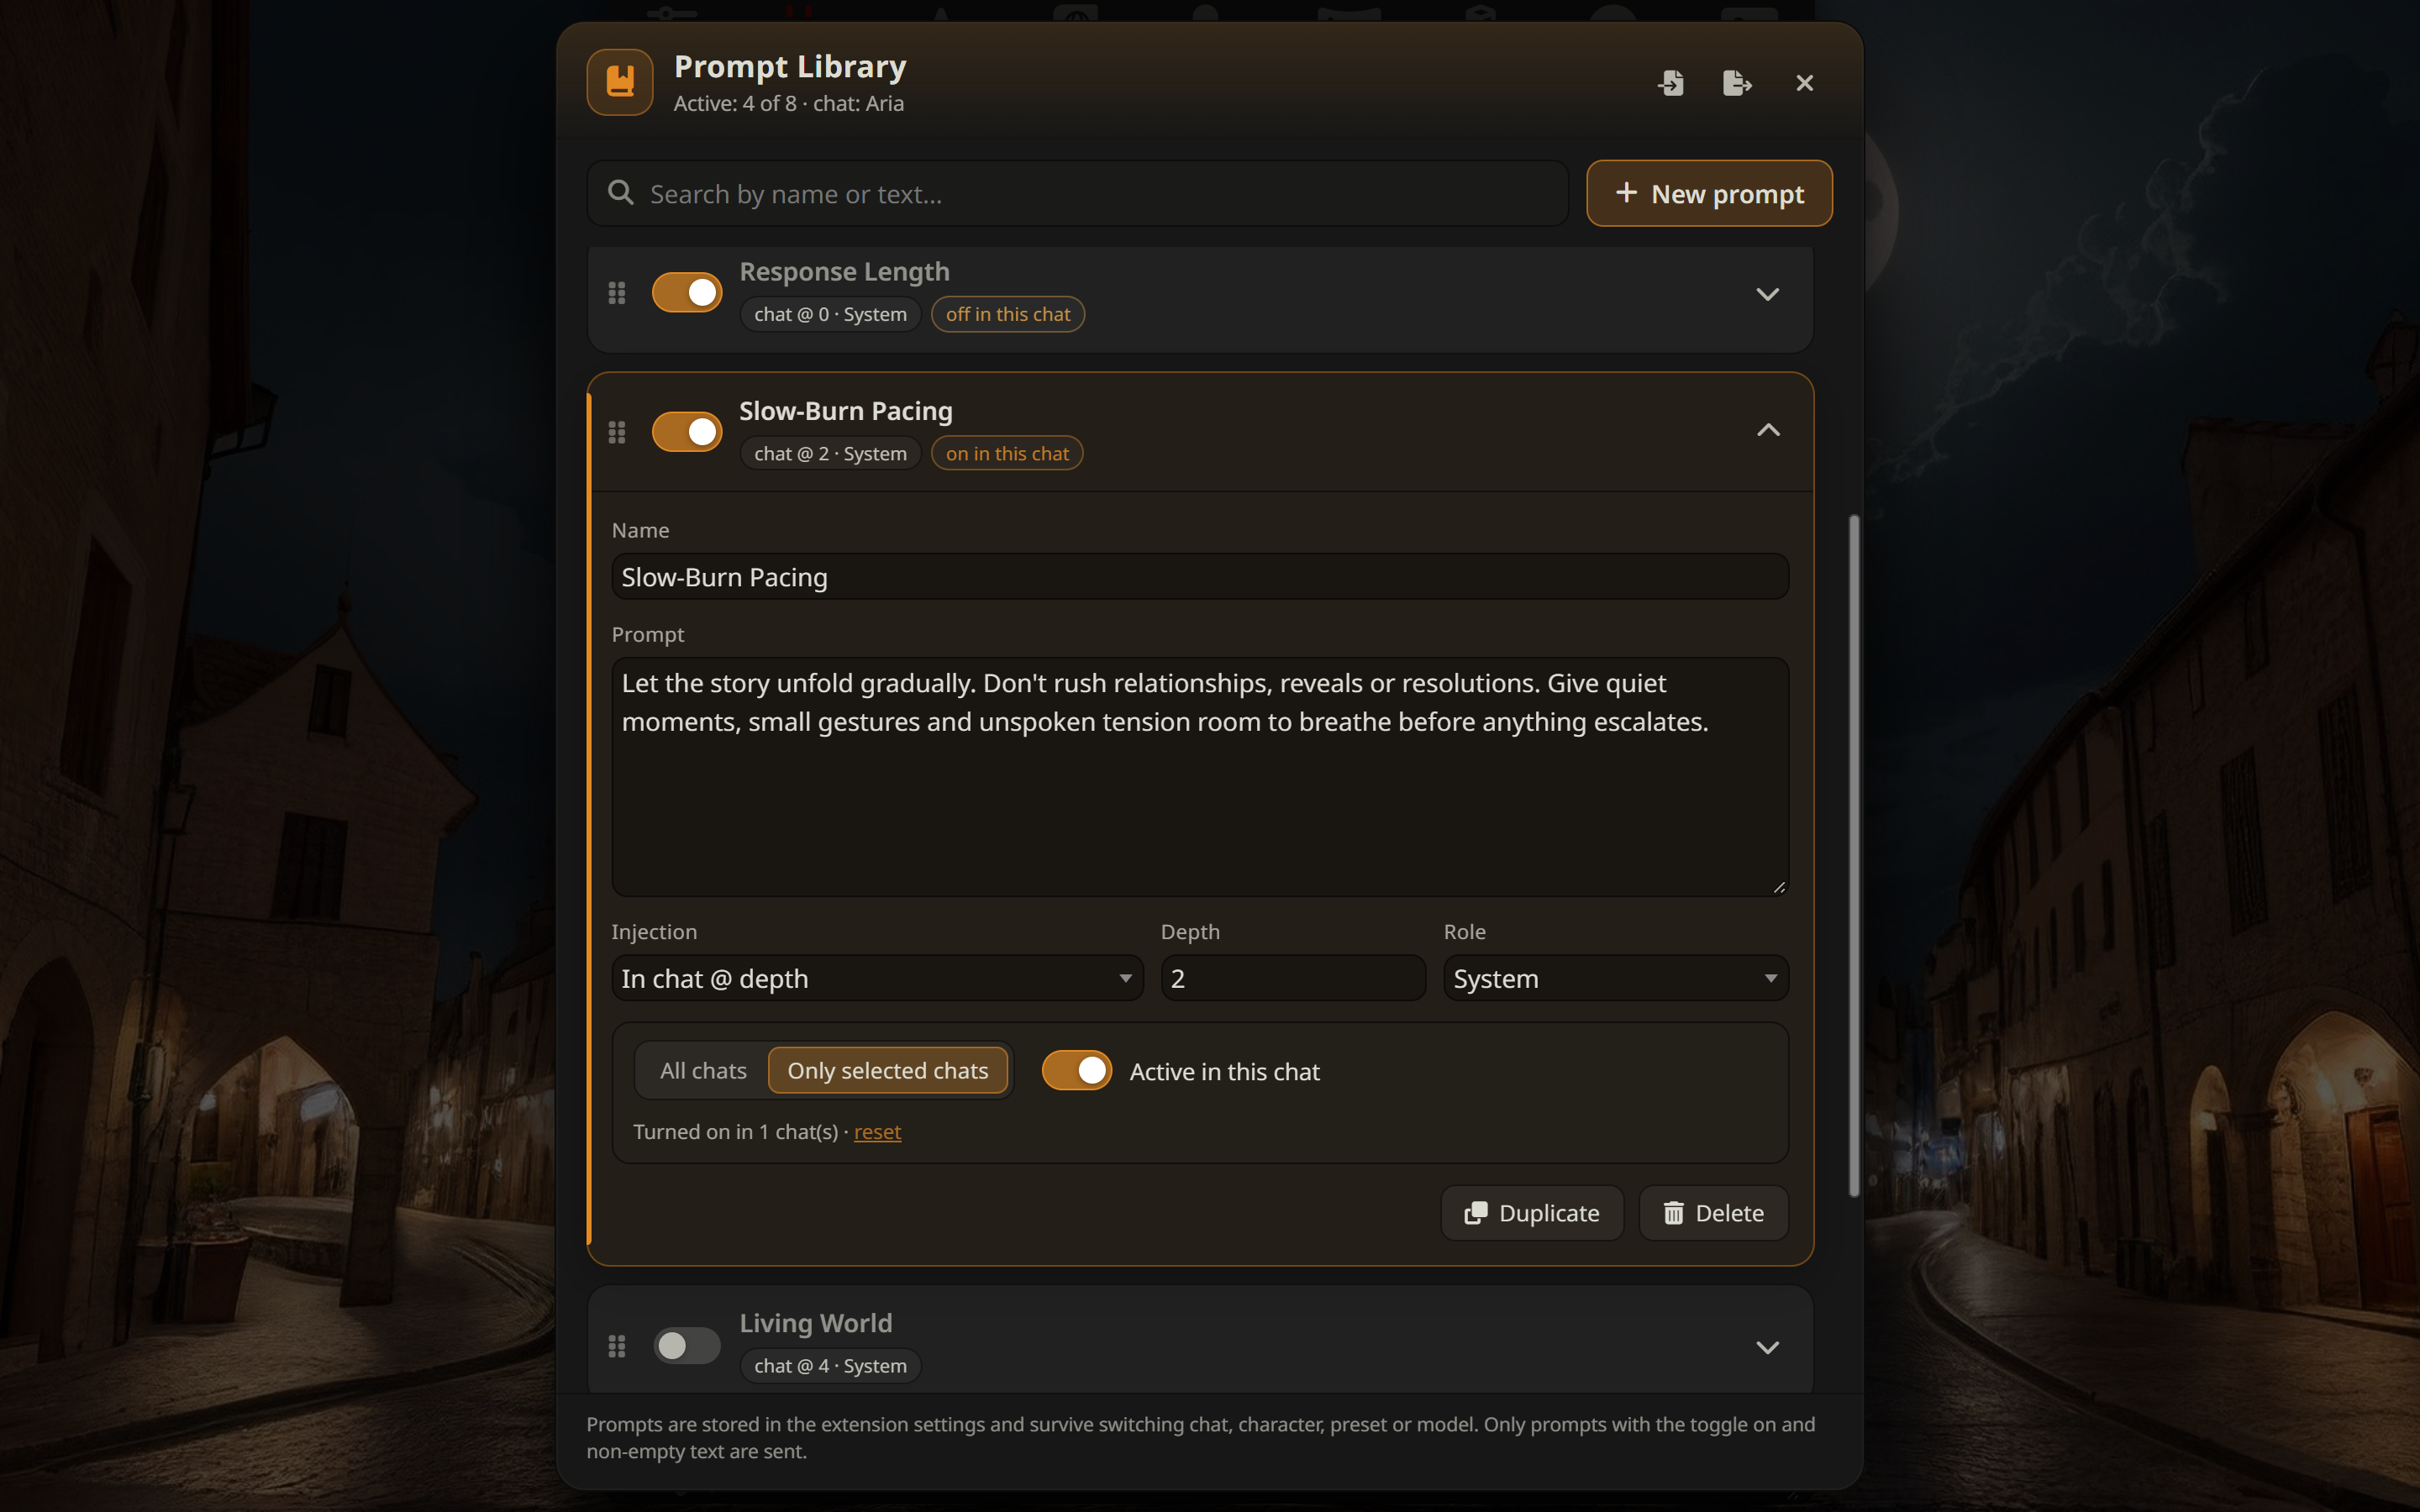 Prompt Library
Active: 4 of 8 · chat: Aria
Search by name or text...
New prompt
Response Length
chat @ 0 · System
off in this chat
Slow-Burn Pacing
chat @ 2 · System
on in this chat
Name
Slow-Burn Pacing
Prompt
Let the story unfold gradually. Don't rush relationships, reveals or resolutions. Give quiet
moments, small gestures and unspoken tension room to breathe before anything escalates.
Injection
Depth
Role
In chat @ depth
2
System
All chats
Only selected chats
Active in this chat
Turned on in 1 chat(s) · reset
Duplicate
Delete
Living World
chat @ 4 · System
Prompts are stored in the extension settings and survive switching chat, character, preset or model. Only prompts with the toggle on and
non-empty text are sent.